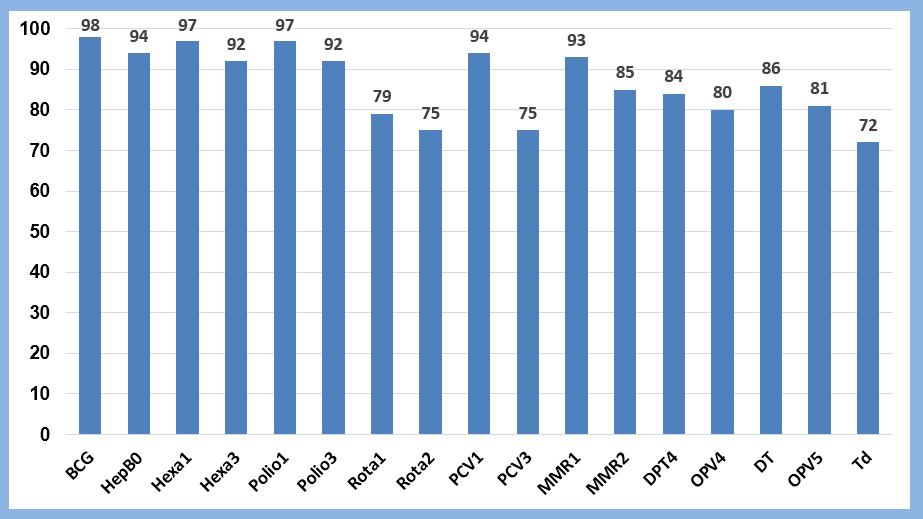 100
90
80
70
60
50
40
30
20
10
0
98
94
97
92
97
92
79
75
94
75
93
85
84
80
86
81
72
BCG
HepB0
Hexa1
Hexa3
Polio1
Polio3
Rota1
Rota2
PCV1
PCV3
MMR1
MMR2
DPT4
OPV4
DT
OPV5
Td